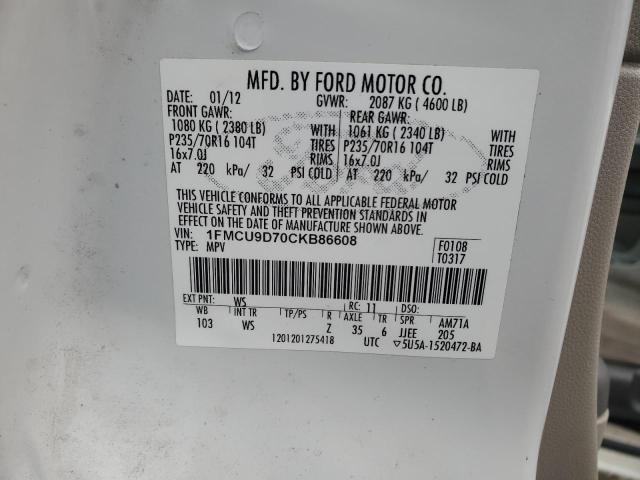 MFD. BY FORD MOTOR CO.
DATE: 01/12 GVWR: 2087 KG ( 4600 LB)
FRONT GAWR: REAR GAWR:
1080 KG ( 2380 LB) WITH 1061 KG ( 2340 LB) WITH
P235/70R16 104T TIRES P235/70R16 104T TIRES
16x7.0J RIMS 16x7.0J RIMS
AT 220 kPa/ 32 PSI COLD AT 220 kPa/ 32 PSI COLD
THIS VEHICLE CONFORMS TO ALL APPLICABLE FEDERAL MOTOR
VEHICLE SAFETY AND THEFT PREVENTION STANDARDS IN
EFFECT ON THE DATE OF MANUFACTURE SHOWN ABOVE.
VIN: 1FMCU9D70CKB86608 F0108
TYPE: MPV T0317
EXT PNT: WS RC: 11 DSO:
WB INT TR TP/PS R AXLE TR SPR AM71A
103 WS Z 35 6 JJEE 205
1201201275418 UTC ▽5U5A-1520472-BA